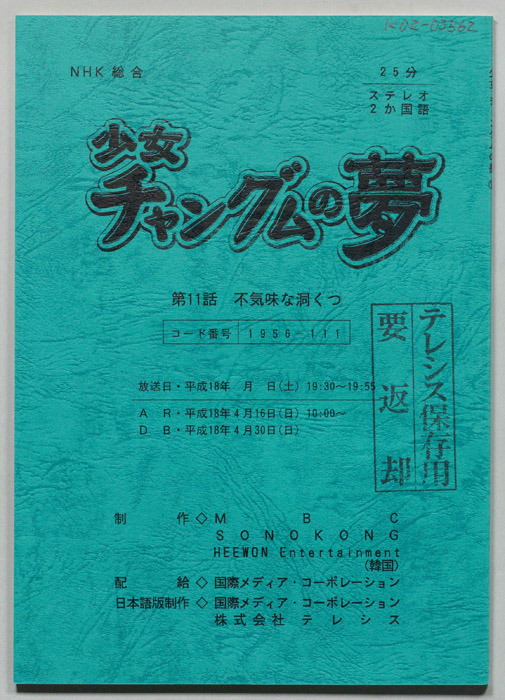 K02-03362
NHK 総合
25分
ステレオ
2か国語
少女
チャングムの夢
第11話 不気味な洞くつ
コード番号 1956-111
放送日・平成18年 月 日(土) 19:30〜19:55
A R・平成18年4月16日(日) 10:00〜
D B・平成18年4月30日(日)
テレシス保存用
要返却
制 作◇M B C
SONOKONG
HEEWON Entertainment
(韓国)
配 給◇国際メディア・コーポレーション
日本語版制作◇国際メディア・コーポレーション
株式会社 テレシス